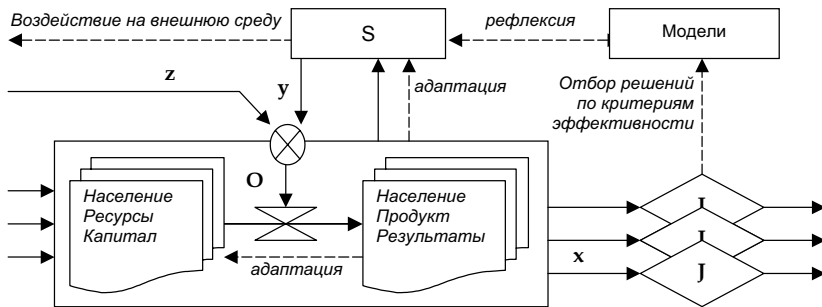 Воздействие на внешнюю среду
S
рефлексия
Модели
z
y
адаптация
Отбор решений
по критериям
эффективности
O
Население
Ресурсы
Капитал
Население
Продукт
Результаты
адаптация
x
J